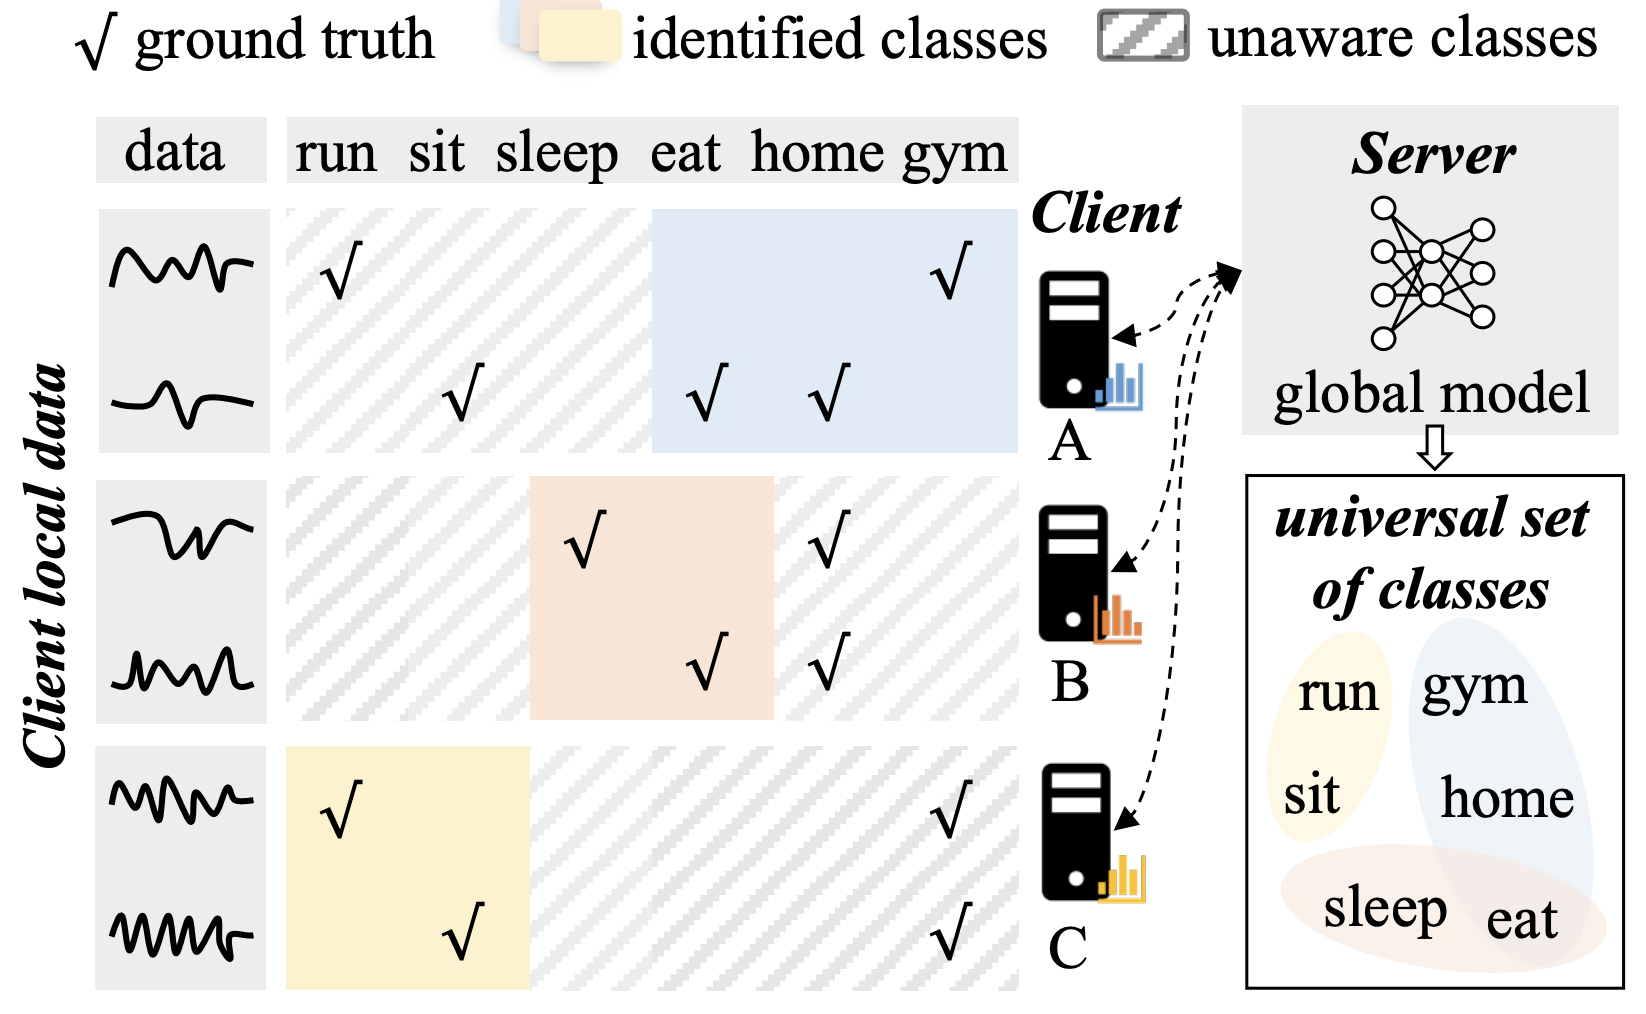 √ ground truth
identified classes
unaware classes
data
run sit sleep eat home gym
Client local data
√ √
√ √ √
√ √
√ √
√ √
√ √
Client
A
B
C
Server
global model
universal set
of classes
run gym
sit home
sleep eat